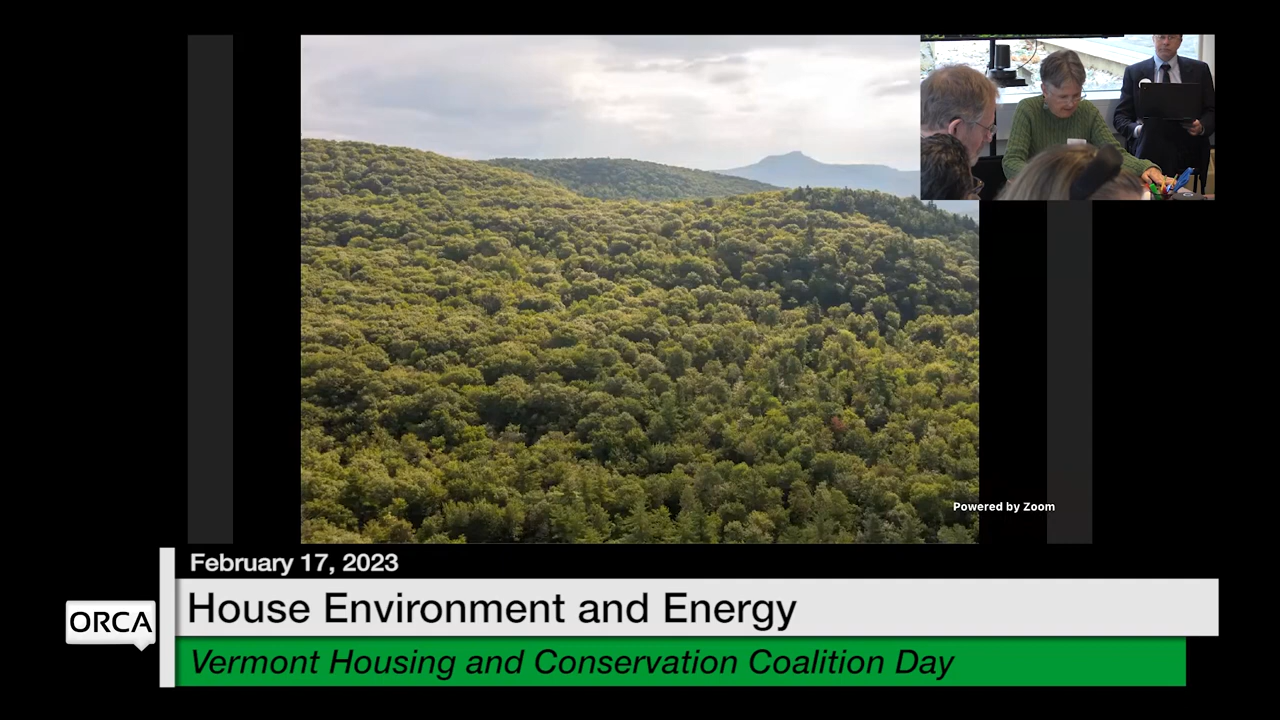 Powered by Zoom
February 17, 2023
House Environment and Energy
ORCA
Vermont Housing and Conservation Coalition Day